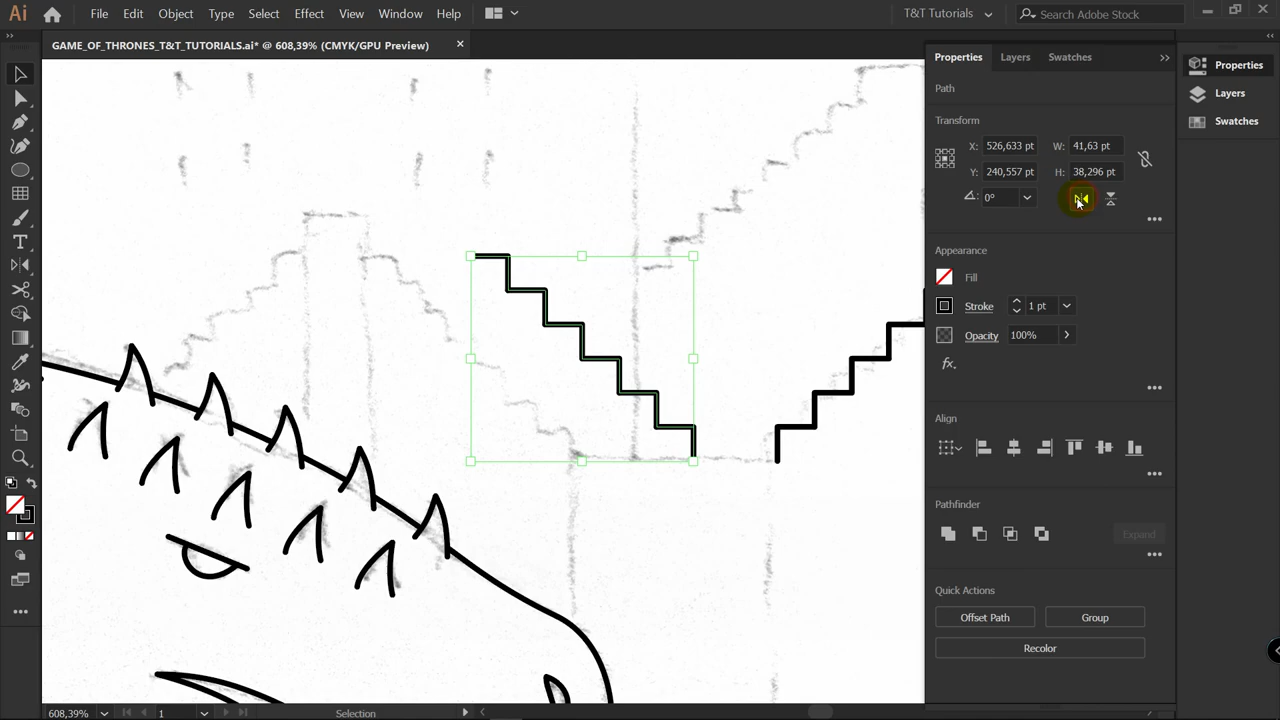 Ai File Edit Object Type Select Effect View Window Help T&T Tutorials Search Adobe Stock
GAME_OF_THRONES_T&T_TUTORIALS.ai* @ 608,39% (CMYK/GPU Preview)
Properties Layers Swatches
Path
Transform
X: 526,633 pt W: 41,63 pt
Y: 240,557 pt H: 38,296 pt
0°
Appearance
Fill
Stroke 1 pt
Opacity 100%
fx.
Align
Pathfinder
Expand
Quick Actions
Offset Path Group
Recolor
Properties
Layers
Swatches
608,39% 1 Selection